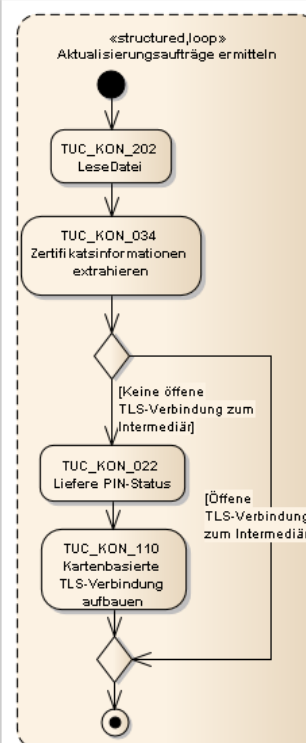 «structured,loop»
Aktualisierungsaufträge ermitteln
TUC_KON_202
LeseDatei
TUC_KON_034
Zertifikatsinformationen
extrahieren
[Keine öffene
TLS-Verbindung zum
Intermediär]
TUC_KON_022
Liefere PIN-Status
[Öffene
TLS-Verbindung
zum Intermediär
TUC_KON_110
Kartenbasierte
TLS-Verbindung
aufbauen